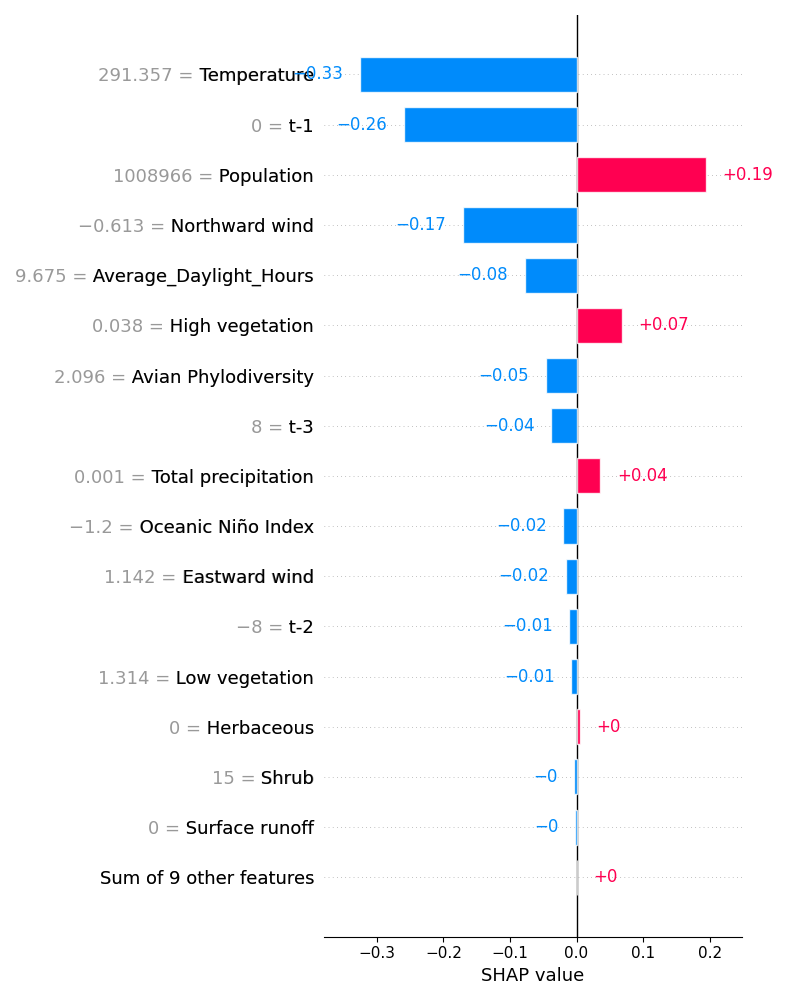 291.357 = Temperature −0.33
0 = t-1 −0.26
1008966 = Population +0.19
−0.613 = Northward wind −0.17
9.675 = Average_Daylight_Hours −0.08
0.038 = High vegetation +0.07
2.096 = Avian Phylodiversity −0.05
8 = t-3 −0.04
0.001 = Total precipitation +0.04
−1.2 = Oceanic Niño Index −0.02
1.142 = Eastward wind −0.02
−8 = t-2 −0.01
1.314 = Low vegetation −0.01
0 = Herbaceous +0
15 = Shrub −0
0 = Surface runoff −0
Sum of 9 other features +0
−0.3 −0.2 −0.1 0.0 0.1 0.2
SHAP value